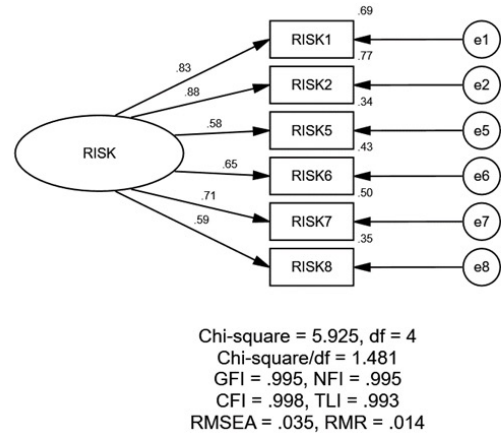 .69
RISK1
e1
.83
.77
RISK2
e2
.88
.34
RISK5
e5
.58
.43
RISK
RISK6
e6
.65
.50
RISK7
e7
.71
.35
RISK8
e8
.59
Chi-square = 5.925, df = 4
Chi-square/df = 1.481
GFI = .995, NFI = .995
CFI = .998, TLI = .993
RMSEA = .035, RMR = .014